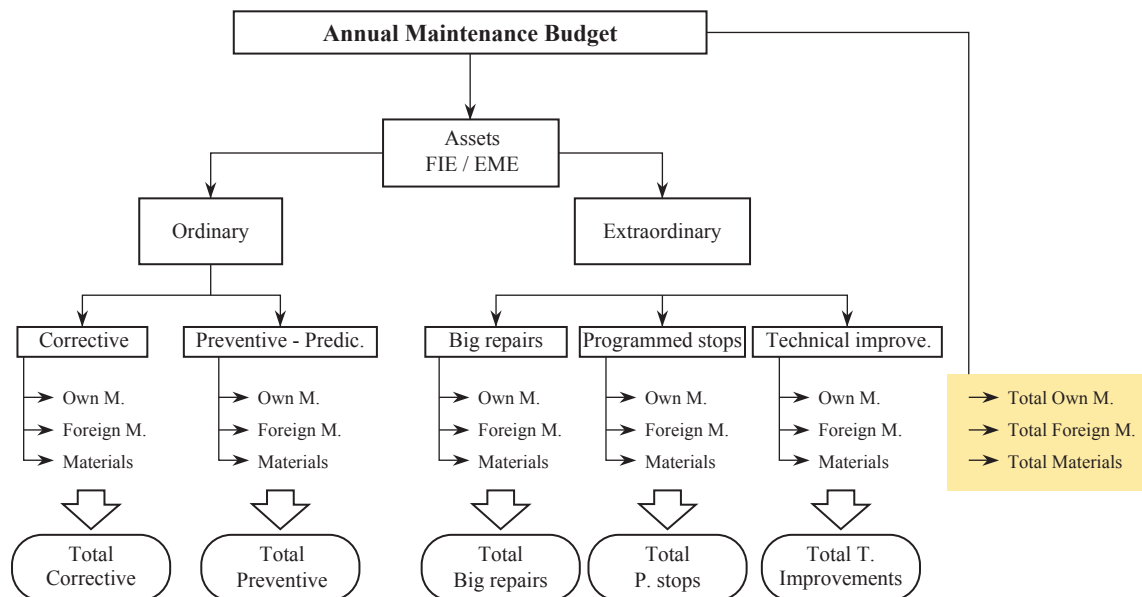 Annual Maintenance Budget
Assets
FIE / EME
Ordinary
Extraordinary
Corrective
Preventive - Predic.
Big repairs
Programmed stops
Technical improve.
Own M.
Foreign M.
Materials
Own M.
Foreign M.
Materials
Own M.
Foreign M.
Materials
Own M.
Foreign M.
Materials
Own M.
Foreign M.
Materials
Total Own M.
Total Foreign M.
Total Materials
Total
Corrective
Total
Preventive
Total
Big repairs
Total
P. stops
Total T.
Improvements